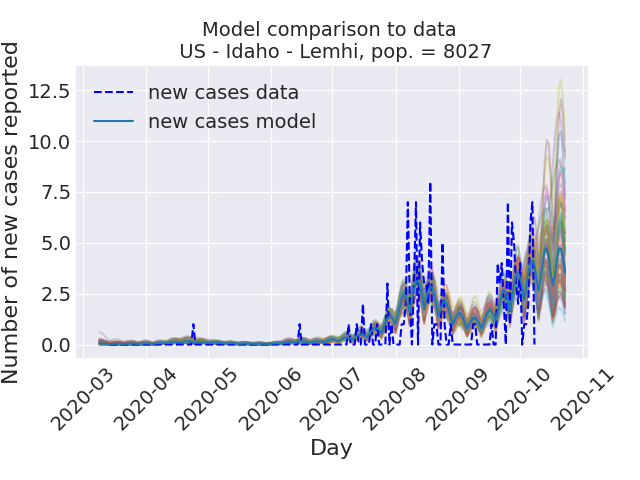 Model comparison to data
US - Idaho - Lemhi, pop. = 8027
Number of new cases reported
12.5
10.0
7.5
5.0
2.5
0.0
new cases data
new cases model
2020-03
2020-04
2020-05
2020-06
2020-07
2020-08
2020-09
2020-10
2020-11
Day